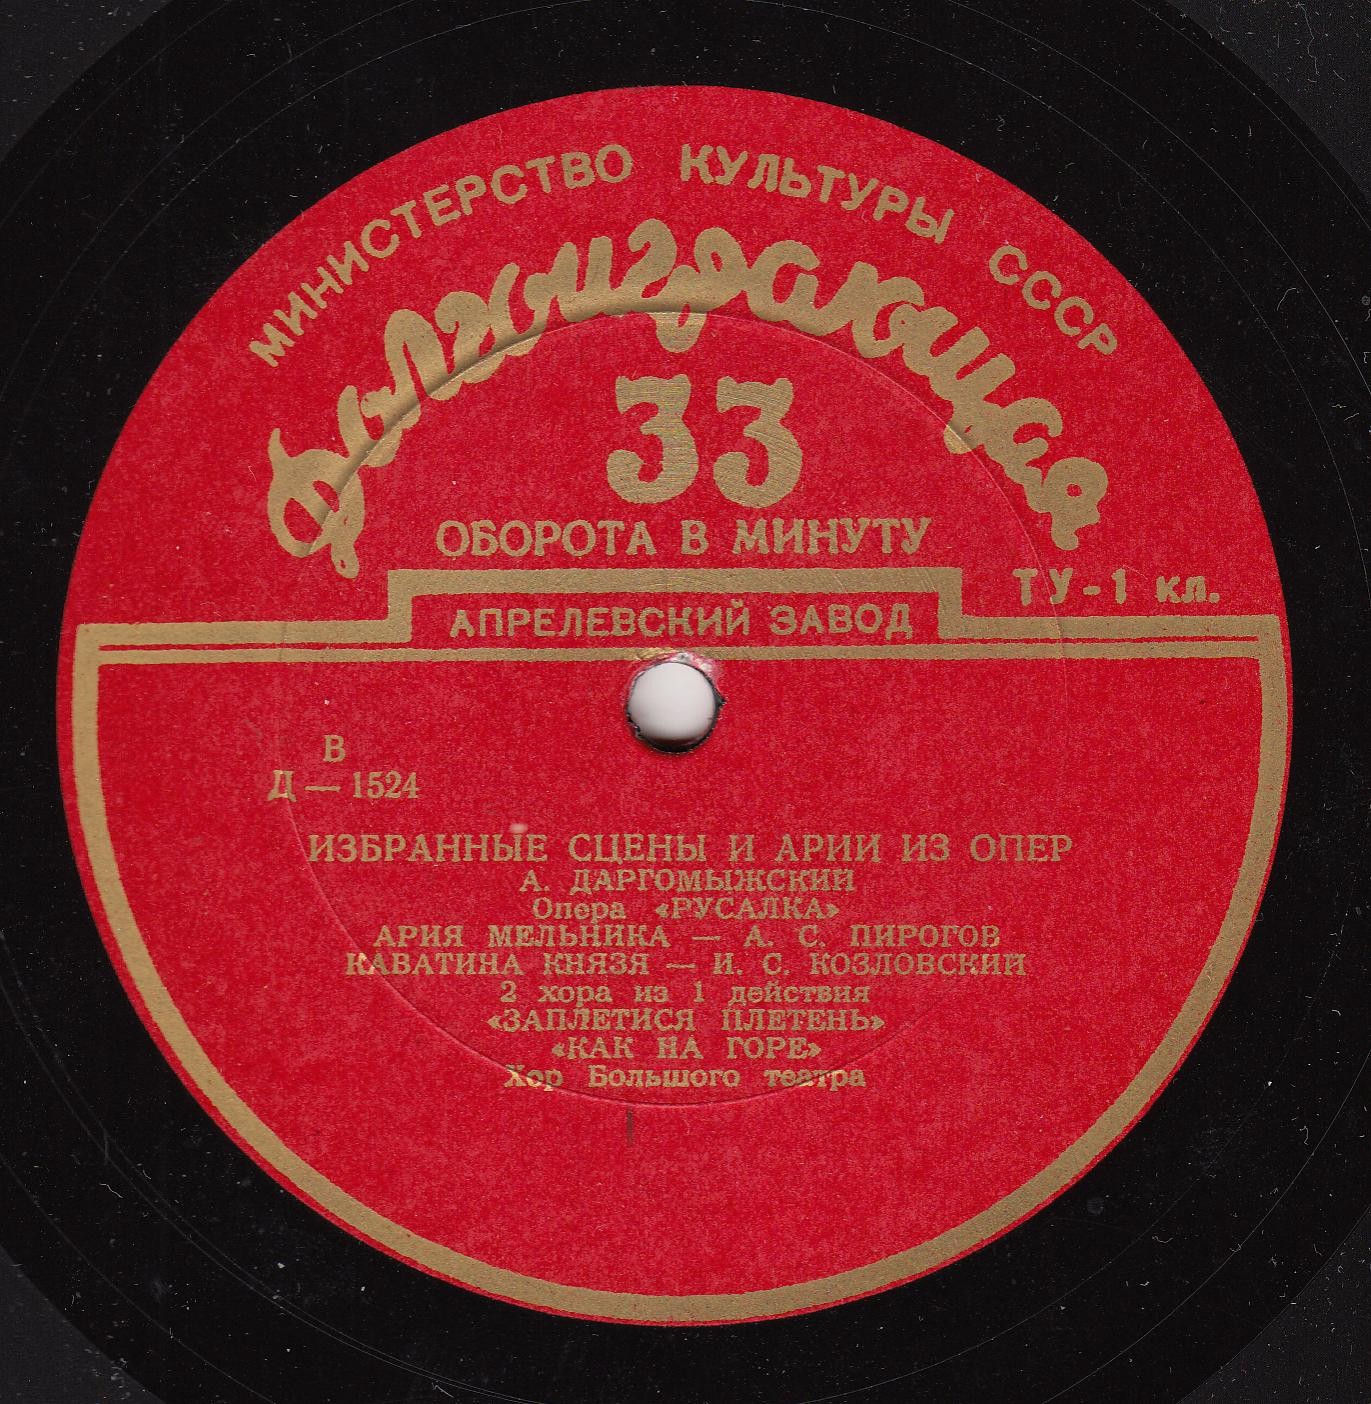 МИНИСТЕРСТВО КУЛЬТУРЫ СССР
Долгоиграющая
33
ОБОРОТА В МИНУТУ
ТУ-1 кл.
АПРЕЛЕВСКИЙ ЗАВОД
В
Д — 1524
ИЗБРАННЫЕ СЦЕНЫ И АРИИ ИЗ ОПЕР
А. ДАРГОМЫЖСКИЙ
Опера «РУСАЛКА»
АРИЯ МЕЛЬНИКА — А. С. ПИРОГОВ
КАВАТИНА КНЯЗЯ — И. С. КОЗЛОВСКИЙ
2 хора из 1 действия
«ЗАПЛЕТИСЯ ПЛЕТЕНЬ»
«КАК НА ГОРЕ»
Хор Большого театра